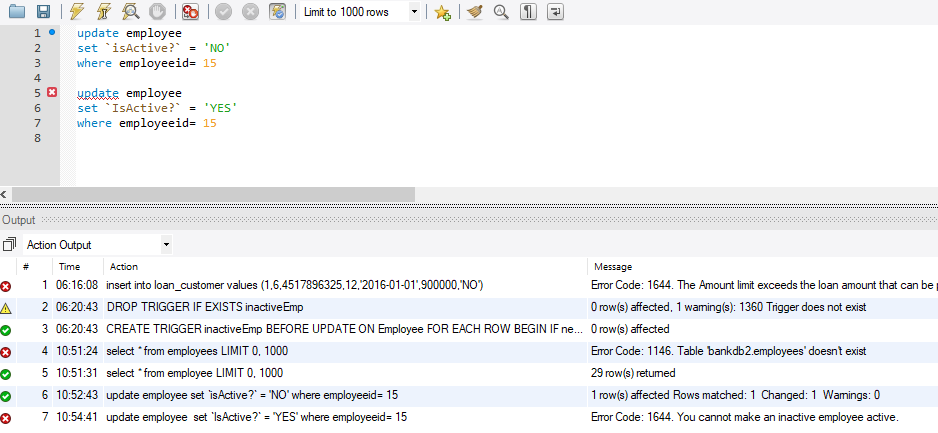 Limit to 1000 rows
1 update employee
2 set `isActive?` = 'NO'
3 where employeeid= 15
4
5 update employee
6 set `IsActive?` = 'YES'
7 where employeeid= 15
8
Output
Action Output
# Time Action Message
1 06:16:08 insert into loan_customer values (1,6,4517896325,12,'2016-01-01',900000,'NO') Error Code: 1644. The Amount limit exceeds the loan amount that can be
2 06:20:43 DROP TRIGGER IF EXISTS inactiveEmp 0 row(s) affected, 1 warning(s): 1360 Trigger does not exist
3 06:20:43 CREATE TRIGGER inactiveEmp BEFORE UPDATE ON Employee FOR EACH ROW BEGIN IF ne... 0 row(s) affected
4 10:51:24 select * from employees LIMIT 0, 1000 Error Code: 1146. Table 'bankdb2.employees' doesn't exist
5 10:51:31 select * from employee LIMIT 0, 1000 29 row(s) returned
6 10:52:43 update employee set `isActive?` = 'NO' where employeeid= 15 1 row(s) affected Rows matched: 1 Changed: 1 Warnings: 0
7 10:54:41 update employee set `IsActive?` = 'YES' where employeeid= 15 Error Code: 1644. You cannot make an inactive employee active.